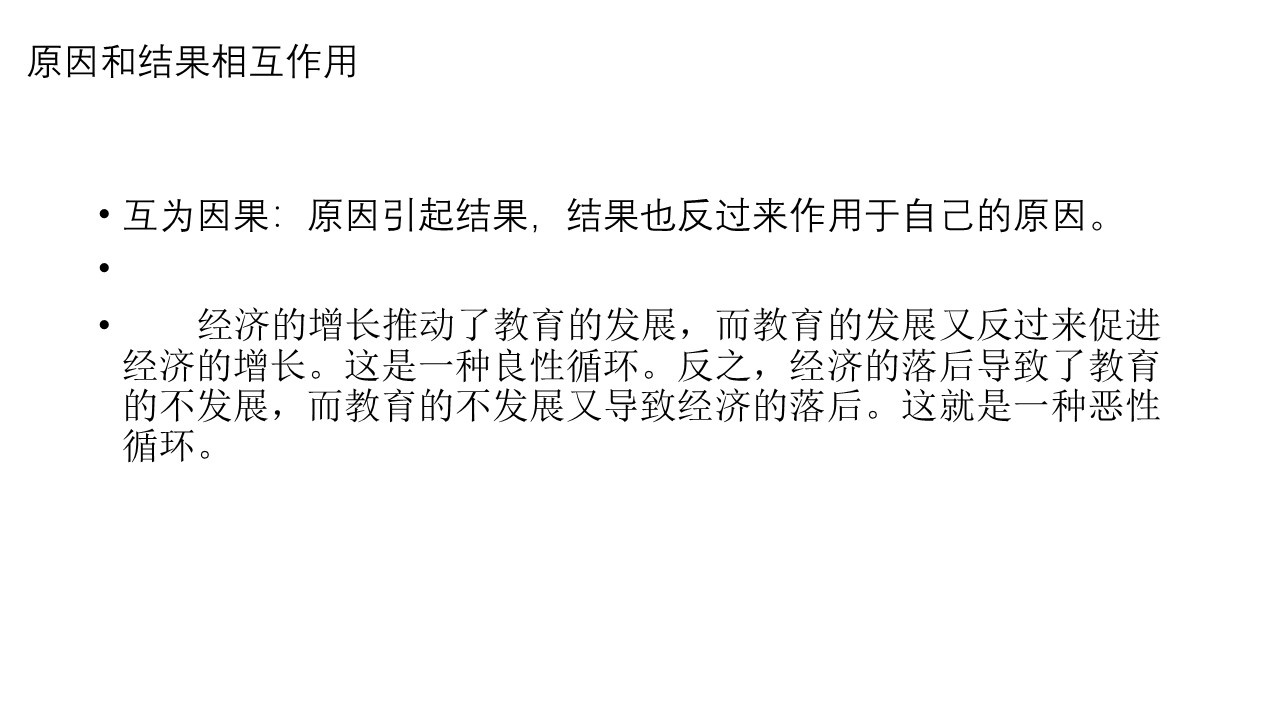 原因和结果相互作用
• 互为因果：原因引起结果，结果也反过来作用于自己的原因。
•
• 经济的增长推动了教育的发展，而教育的发展又反过来促进
经济的增长。这是一种良性循环。反之，经济的落后导致了教育
的不发展，而教育的不发展又导致经济的落后。这就是一种恶性
循环。